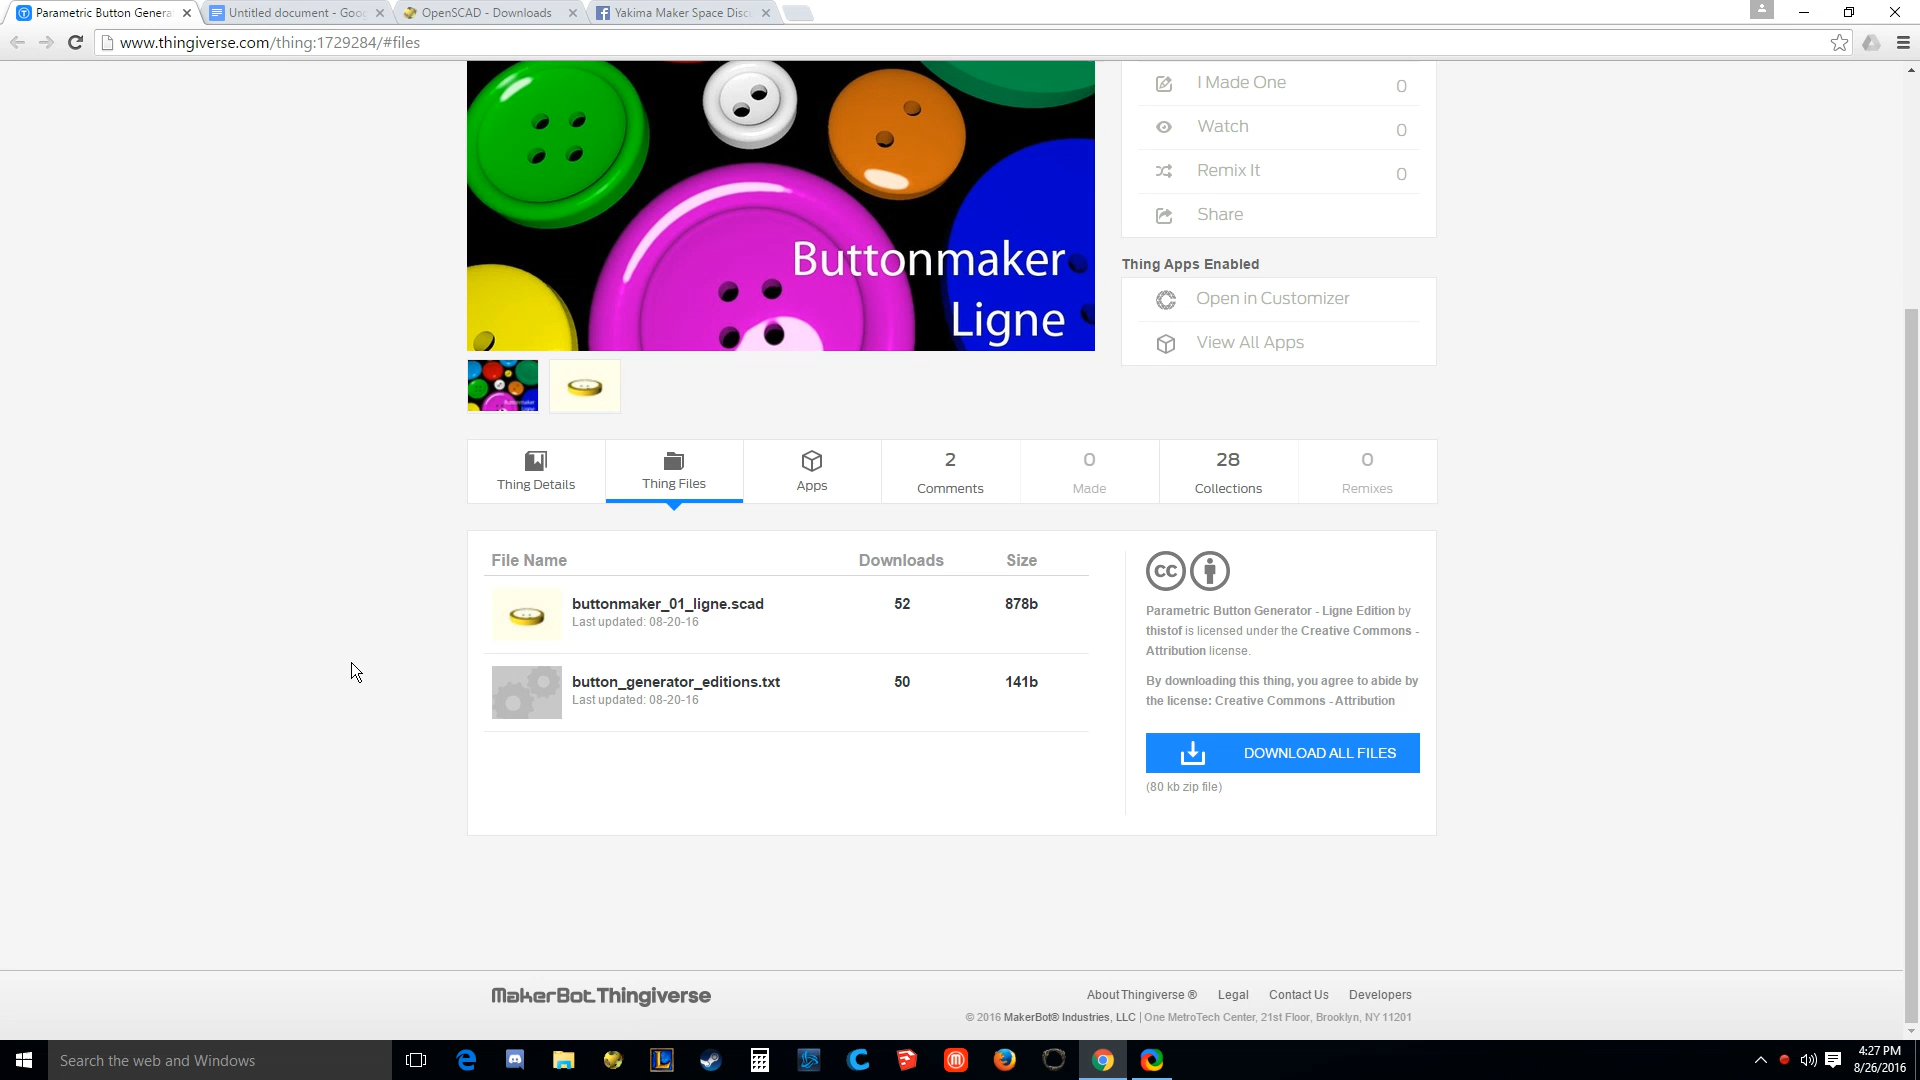 Parametric Button Genera
Untitled document - Goog
OpenSCAD - Downloads
Yakima Maker Space Disc
www.thingiverse.com/thing:1729284/#files
I Made One 0
Watch 0
Remix It 0
Share
Buttonmaker
Ligne
Thing Apps Enabled
Open in Customizer
View All Apps
Thing Details
Thing Files
Apps
2
Comments
0
Made
28
Collections
0
Remixes
File Name Downloads Size
buttonmaker_01_ligne.scad 52 878b
Last updated: 08-20-16
button_generator_editions.txt 50 141b
Last updated: 08-20-16
cc
Parametric Button Generator - Ligne Edition by
thistof is licensed under the Creative Commons -
Attribution license.
By downloading this thing, you agree to abide by
the license: Creative Commons - Attribution
DOWNLOAD ALL FILES
(80 kb zip file)
MakerBot Thingiverse
About Thingiverse ® Legal Contact Us Developers
© 2016 MakerBot® Industries, LLC | One MetroTech Center, 21st Floor, Brooklyn, NY 11201
Search the web and Windows
4:27 PM
8/26/2016